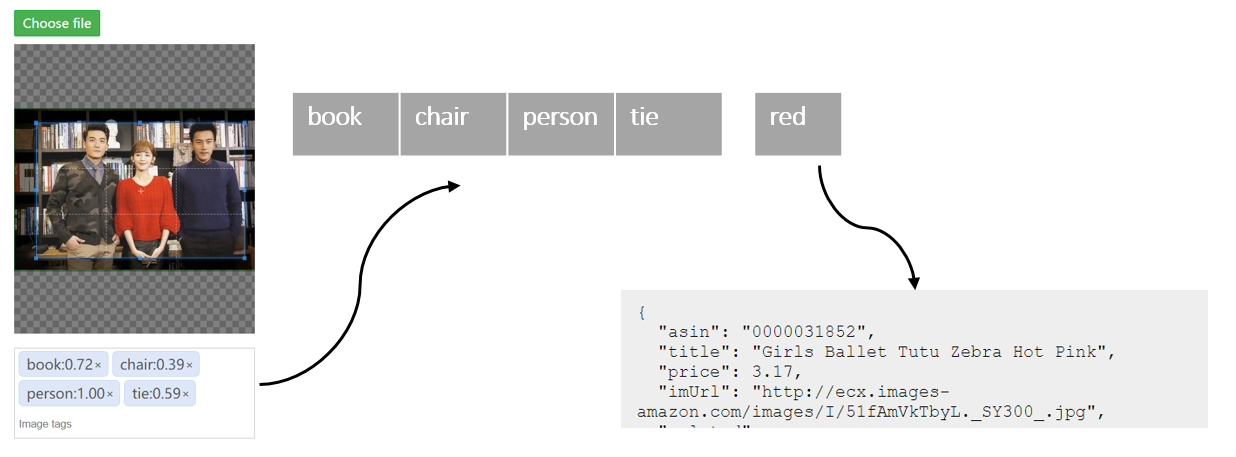 Choose file
book chair person tie red
book:0.72× chair:0.39×
person:1.00× tie:0.59×
Image tags
{
"asin": "0000031852",
"title": "Girls Ballet Tutu Zebra Hot Pink",
"price": 3.17,
"imUrl": "http://ecx.images-
amazon.com/images/I/51fAmVkTbyL._SY300_.jpg",